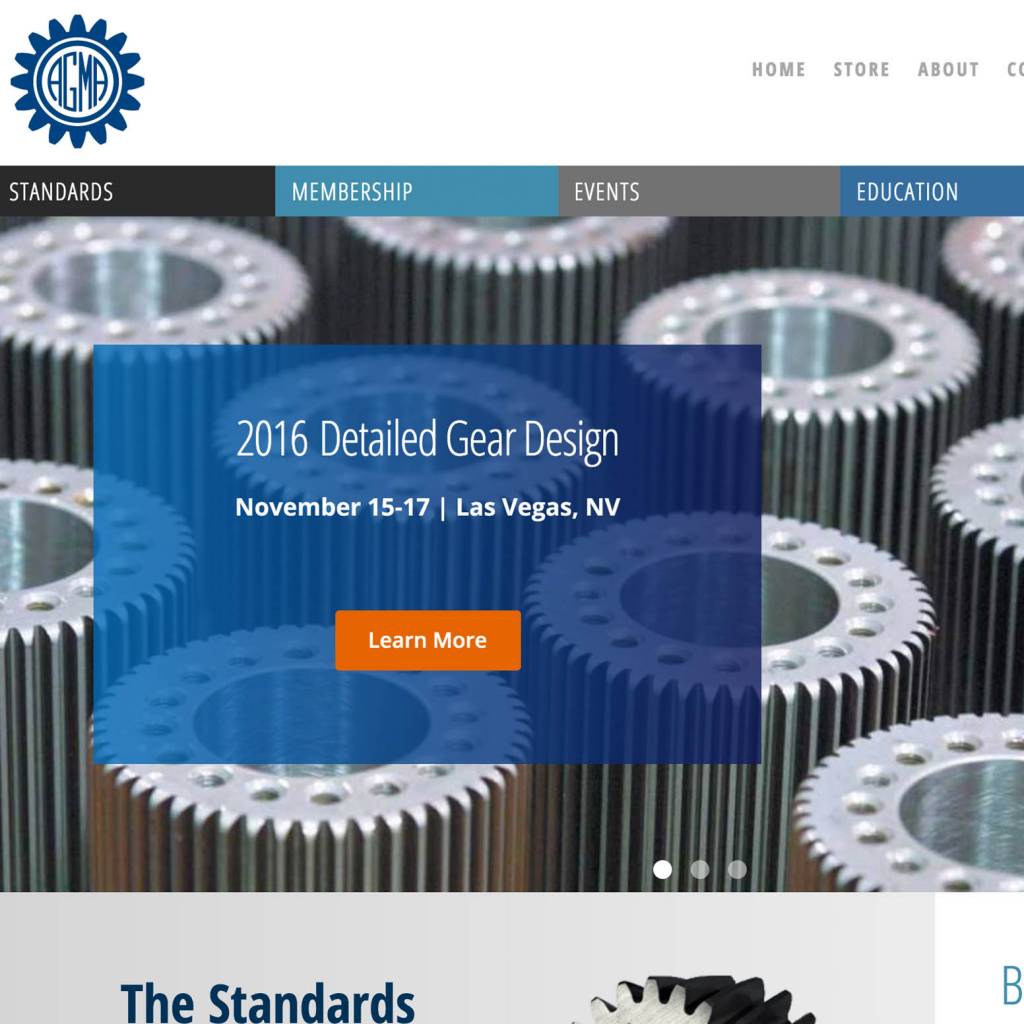 AGMA
HOME STORE ABOUT
STANDARDS MEMBERSHIP EVENTS EDUCATION
2016 Detailed Gear Design
November 15-17 | Las Vegas, NV
Learn More
The Standards